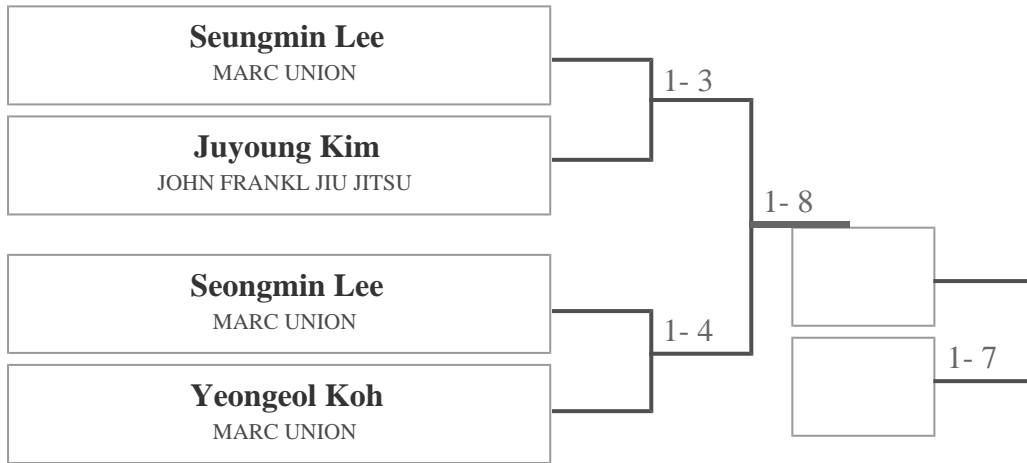 Seungmin Lee
MARC UNION
1- 3
Juyoung Kim
JOHN FRANKL JIU JITSU
1- 8
Seongmin Lee
MARC UNION
1- 4
1- 7
Yeongeol Koh
MARC UNION